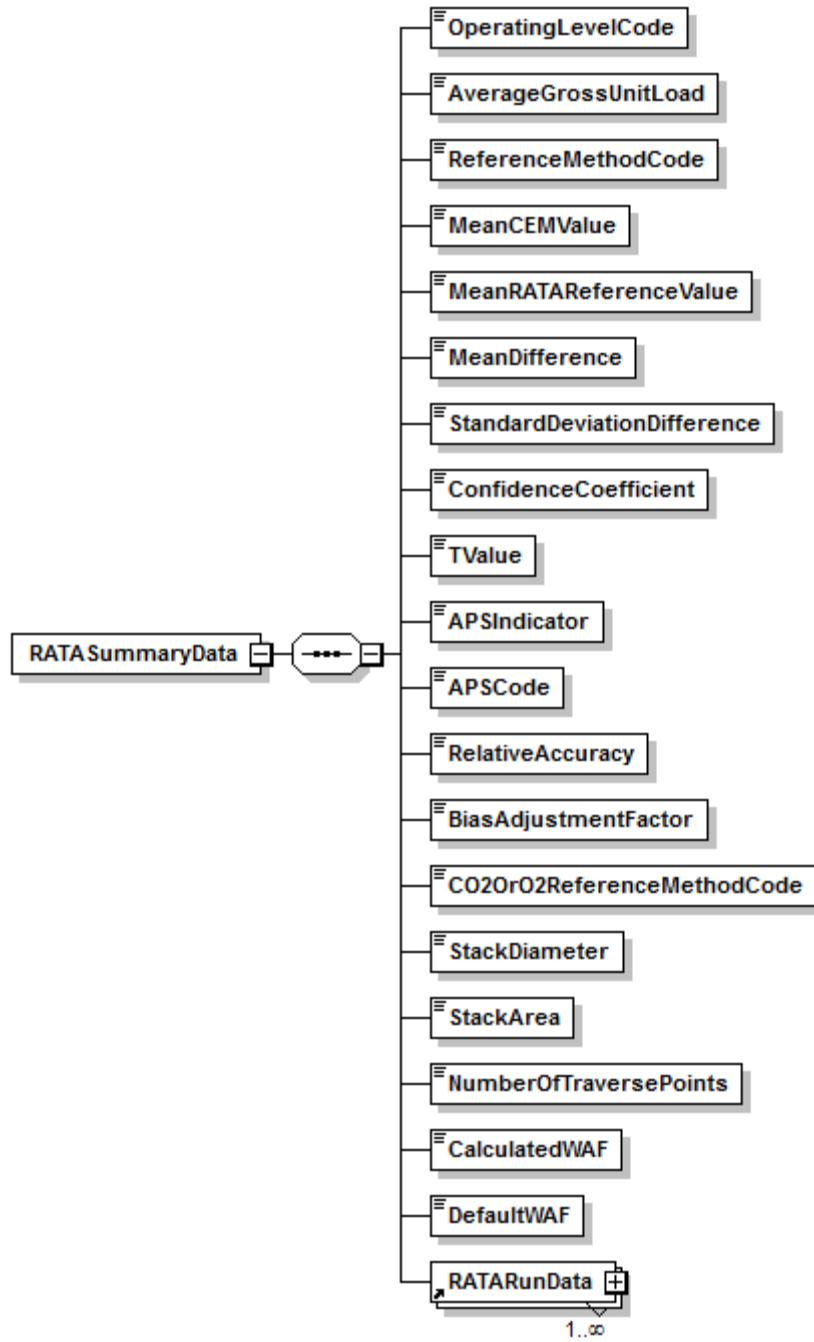 OperatingLevelCode
AverageGrossUnitLoad
ReferenceMethodCode
MeanCEMValue
MeanRATAReferenceValue
MeanDifference
StandardDeviationDifference
ConfidenceCoefficient
TValue
APSIndicator
RATASummaryData
APSCode
RelativeAccuracy
BiasAdjustmentFactor
CO2OrO2ReferenceMethodCode
StackDiameter
StackArea
NumberOfTraversePoints
CalculatedWAF
DefaultWAF
RATARunData
1..∞